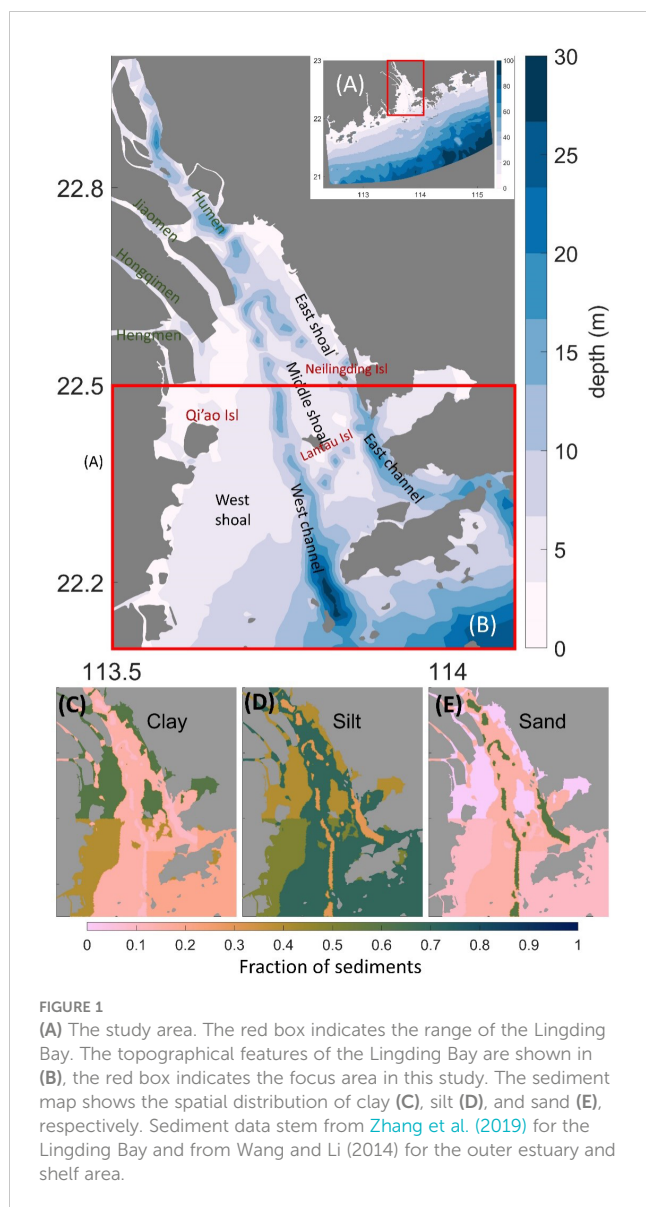 (A)
23
22
21
113
114
115
100
80
60
40
20
0
30
25
20
15
10
5
0
depth (m)
22.8
22.5
22.2
(A)
Humen
Jiaomen
Hongqimen
Hengmen
East shoal
Neilingding Isl
Middle shoal
Qi'ao Isl
Lantau Isl
East channel
West
shoal
West channel
(B)
113.5
114
(C) Clay
(D) Silt
(E) Sand
0 0.1 0.2 0.3 0.4 0.5 0.6 0.7 0.8 0.9 1
Fraction of sediments
FIGURE 1
(A) The study area. The red box indicates the range of the Lingding
Bay. The topographical features of the Lingding Bay are shown in
(B), the red box indicates the focus area in this study. The sediment
map shows the spatial distribution of clay (C), silt (D), and sand (E),
respectively. Sediment data stem from Zhang et al. (2019) for the
Lingding Bay and from Wang and Li (2014) for the outer estuary and
shelf area.